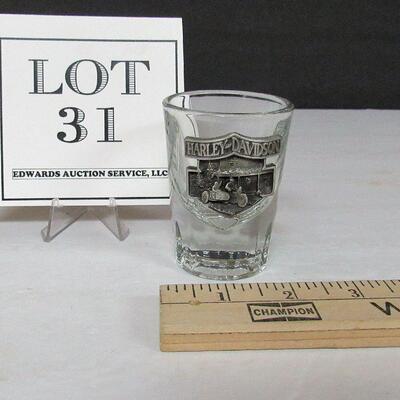 LOT
31
EDWARDS AUCTION SERVICE, LLC
HARLEY-DAVIDSON
1 2 3
CHAMPION
W